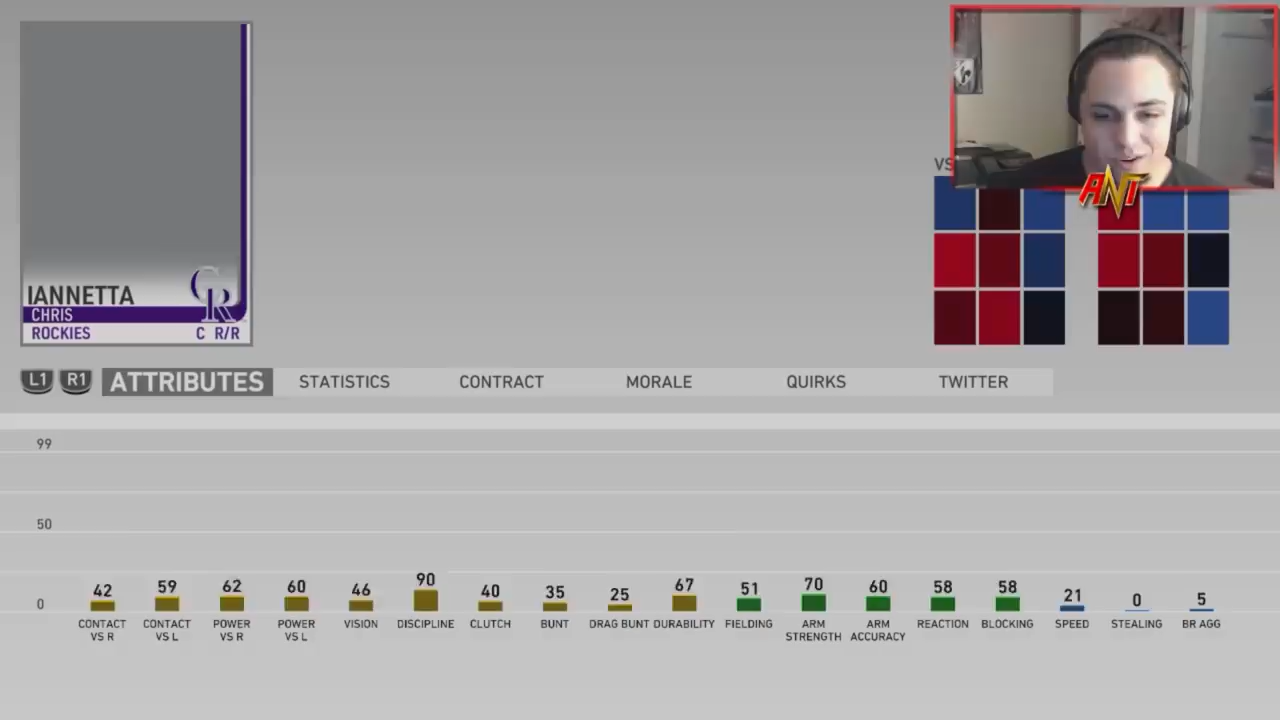 VS
ANT
IANNETTA
CR
CHRIS
ROCKIES C R/R
L1 R1 ATTRIBUTES STATISTICS CONTRACT MORALE QUIRKS TWITTER
99
50
0
42 59 62 60 46 90 40 35 25 67 51 70 60 58 58 21 0 5
CONTACT VS R
CONTACT VS L
POWER VS R
POWER VS L
VISION
DISCIPLINE
CLUTCH
BUNT
DRAG BUNT
DURABILITY
FIELDING
ARM STRENGTH
ARM ACCURACY
REACTION
BLOCKING
SPEED
STEALING
BR AGG